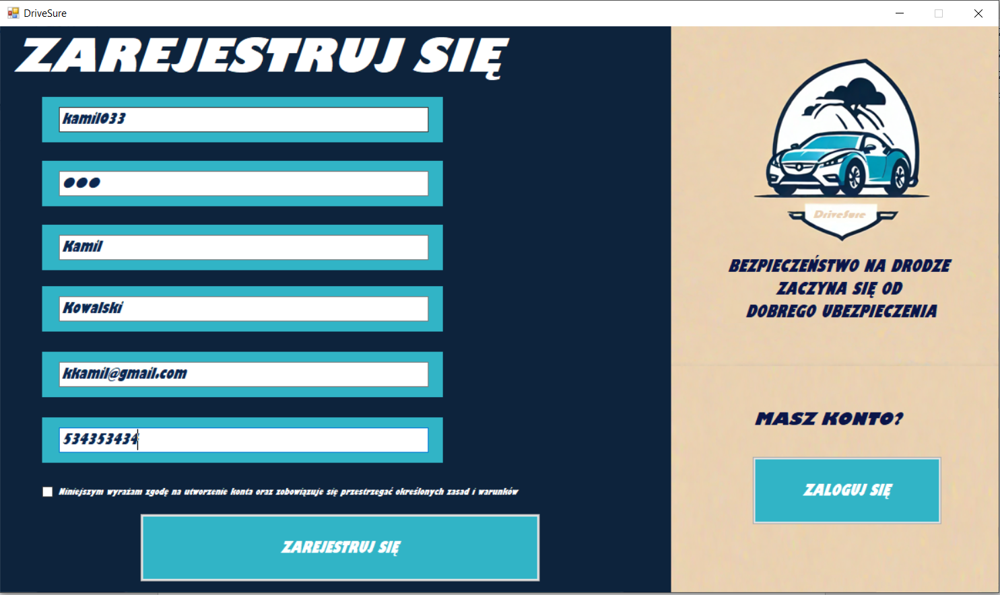 DriveSure
ZAREJESTRUJ SIĘ
kamil033
Kamil
Kowalski
kkamil@gmail.com
534353434
Niniejszym wyrażam zgodę na utworzenie konta oraz zobowiązuje się przestrzegać określonych zasad i warunków
ZAREJESTRUJ SIĘ
DriveSure
BEZPIECZEŃSTWO NA DRODZE
ZACZYNA SIĘ OD
DOBREGO UBEZPIECZENIA
MASZ KONTO?
ZALOGUJ SIĘ